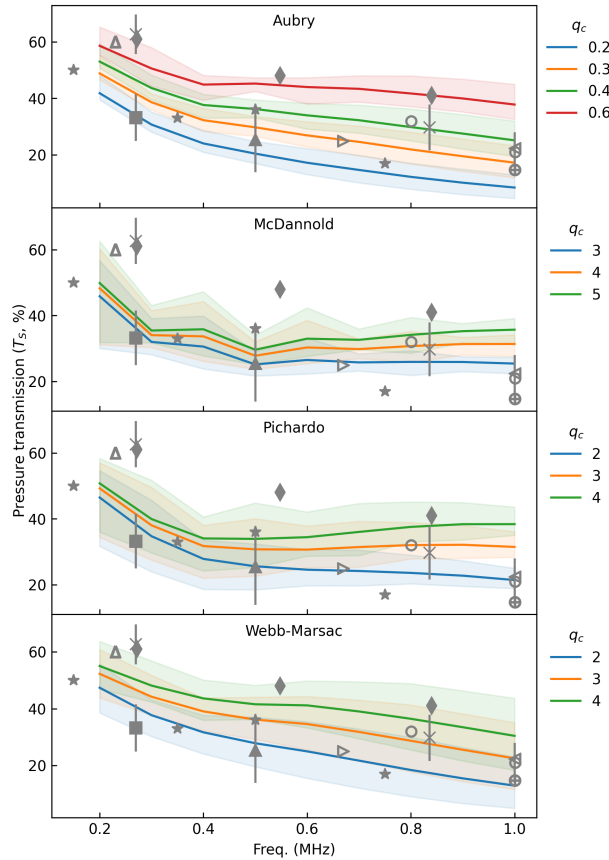 Aubry
q_c
0.2
0.3
0.4
0.6
60
40
20
McDannold
q_c
3
4
5
60
40
20
Pichardo
q_c
2
3
4
60
40
20
Webb-Marsac
q_c
2
3
4
60
40
20
Pressure transmission (T_S, %)
0.2 0.4 0.6 0.8 1.0
Freq. (MHz)